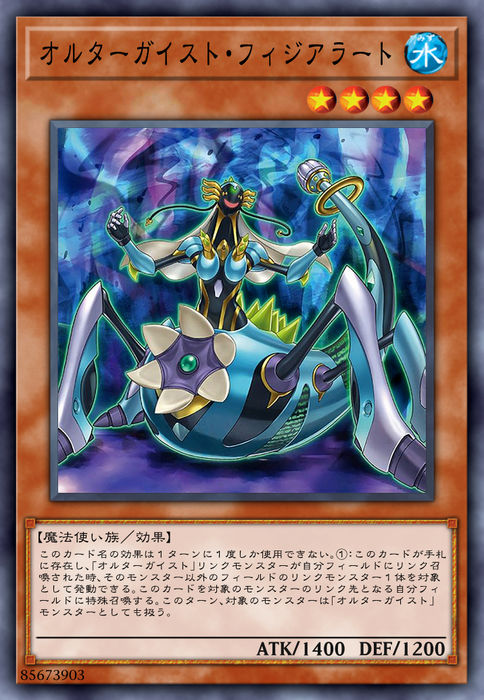 オルターガイスト・フィジアラート
みず
水
【魔法使い族／効果】
このカード名の効果は１ターンに１度しか使用できない。①：このカードが手札
に存在し、「オルターガイスト」リンクモンスターが自分フィールドにリンク召
喚された時、そのモンスター以外のフィールドのリンクモンスター１体を対象
として発動できる。このカードを対象のモンスターのリンク先となる自分フィ
ールドに特殊召喚する。このターン、対象のモンスターは「オルターガイスト」
モンスターとしても扱う。
ATK/1400 DEF/1200
85673903